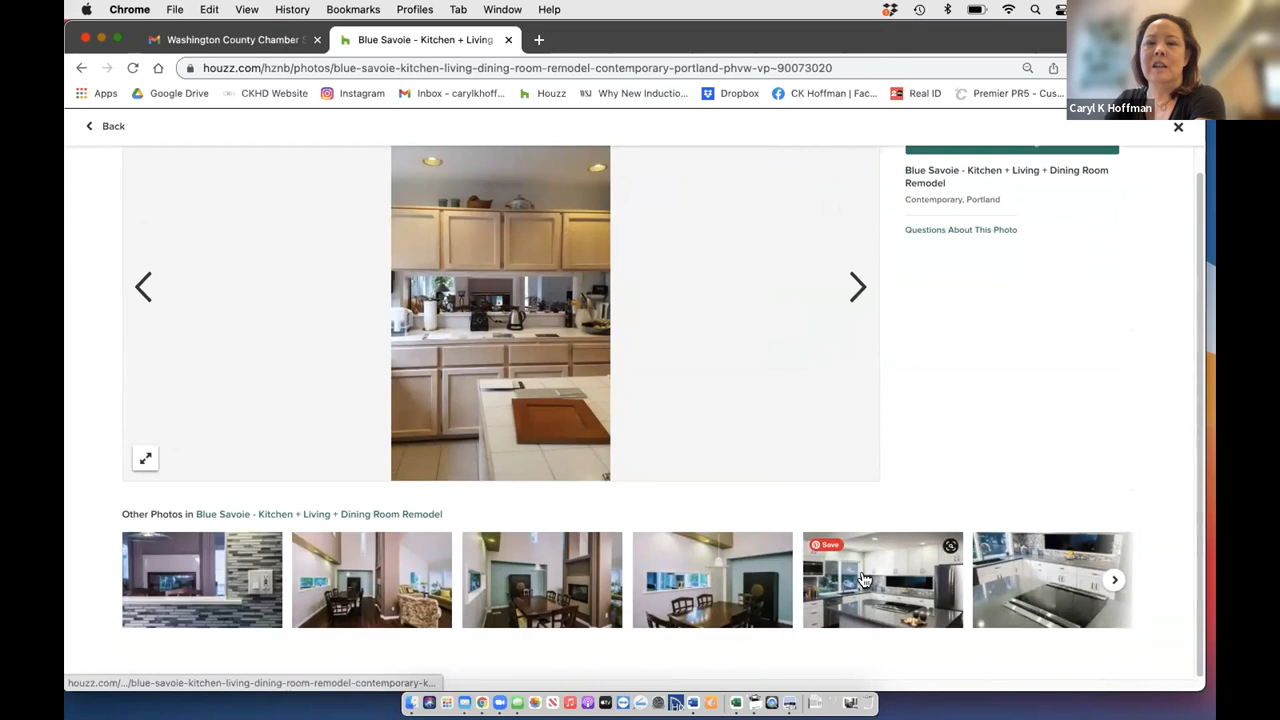 Chrome File Edit View History Bookmarks Profiles Tab Window Help
Washington County Chamber
Blue Savoie - Kitchen + Living
houzz.com/hznb/photos/blue-savoie-kitchen-living-dining-room-remodel-contemporary-portland-phvw-vp~90073020
Apps Google Drive CKHD Website Instagram Inbox - carylkhoff... Houzz WSJ Why New Inductio... Dropbox CK Hoffman | Fac... Real ID Premier PR5 - Cus...
Caryl K Hoffman
Back
Blue Savoie - Kitchen + Living + Dining Room
Remodel
Contemporary, Portland
Questions About This Photo
Other Photos in Blue Savoie - Kitchen + Living + Dining Room Remodel
Save
houzz.com/.../blue-savoie-kitchen-living-dining-room-remodel-contemporary-k...